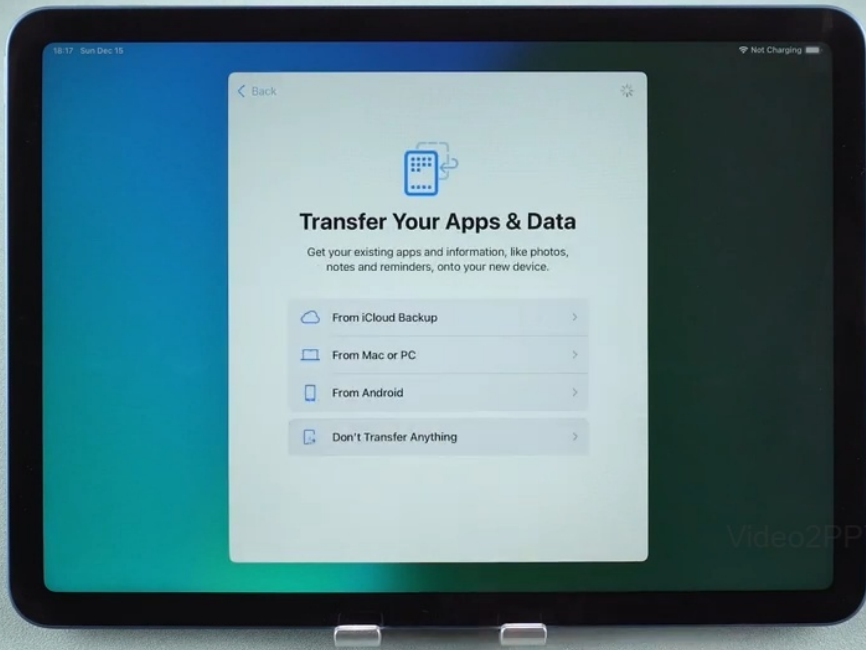 18:17 Sun Dec 15
Not Charging
Back
Transfer Your Apps & Data
Get your existing apps and information, like photos,
notes and reminders, onto your new device.
From iCloud Backup
From Mac or PC
From Android
Don't Transfer Anything
Video2PP